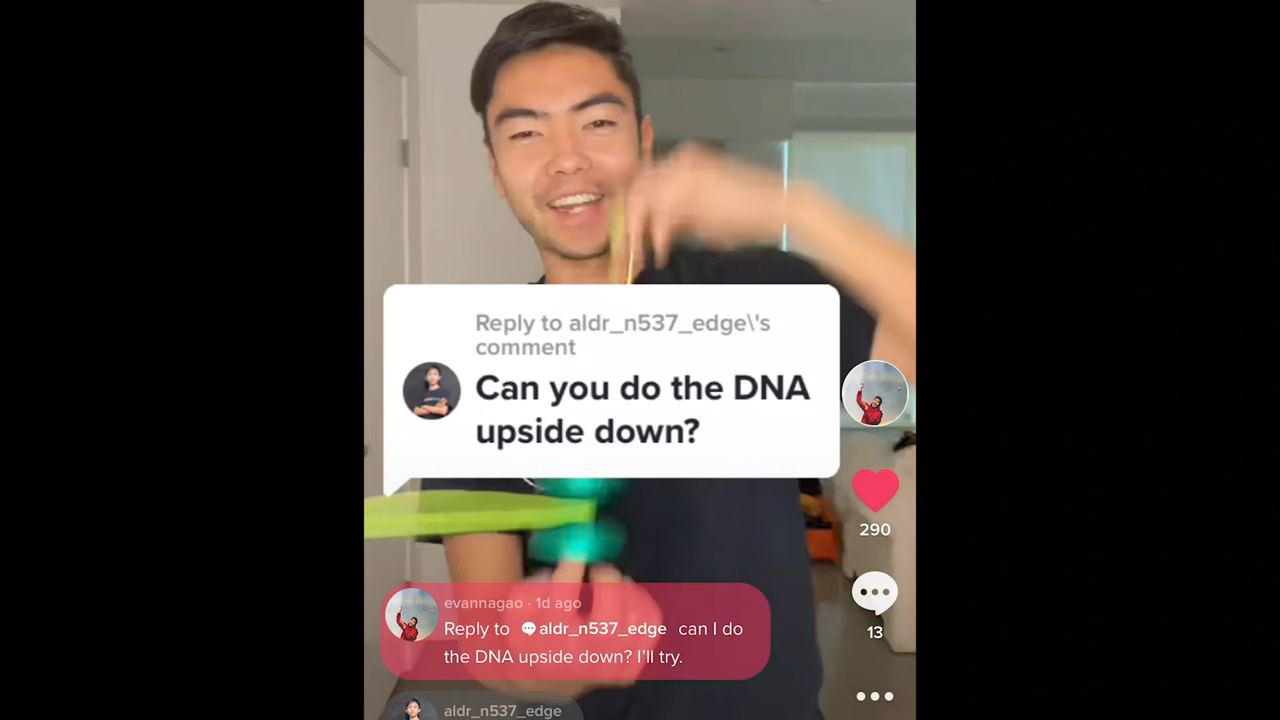 Reply to aldr_n537_edge\'s
comment
Can you do the DNA
upside down?
290
evannagao · 1d ago
Reply to 💬aldr_n537_edge can I do
the DNA upside down? I'll try.
13
aldr_n537_edge